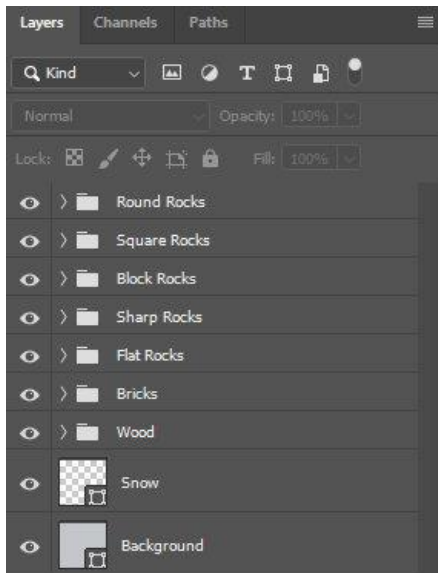 Layers Channels Paths
Kind T
Normal Opacity: 100%
Lock: Fill: 100%
Round Rocks
Square Rocks
Block Rocks
Sharp Rocks
Flat Rocks
Bricks
Wood
Snow
Background